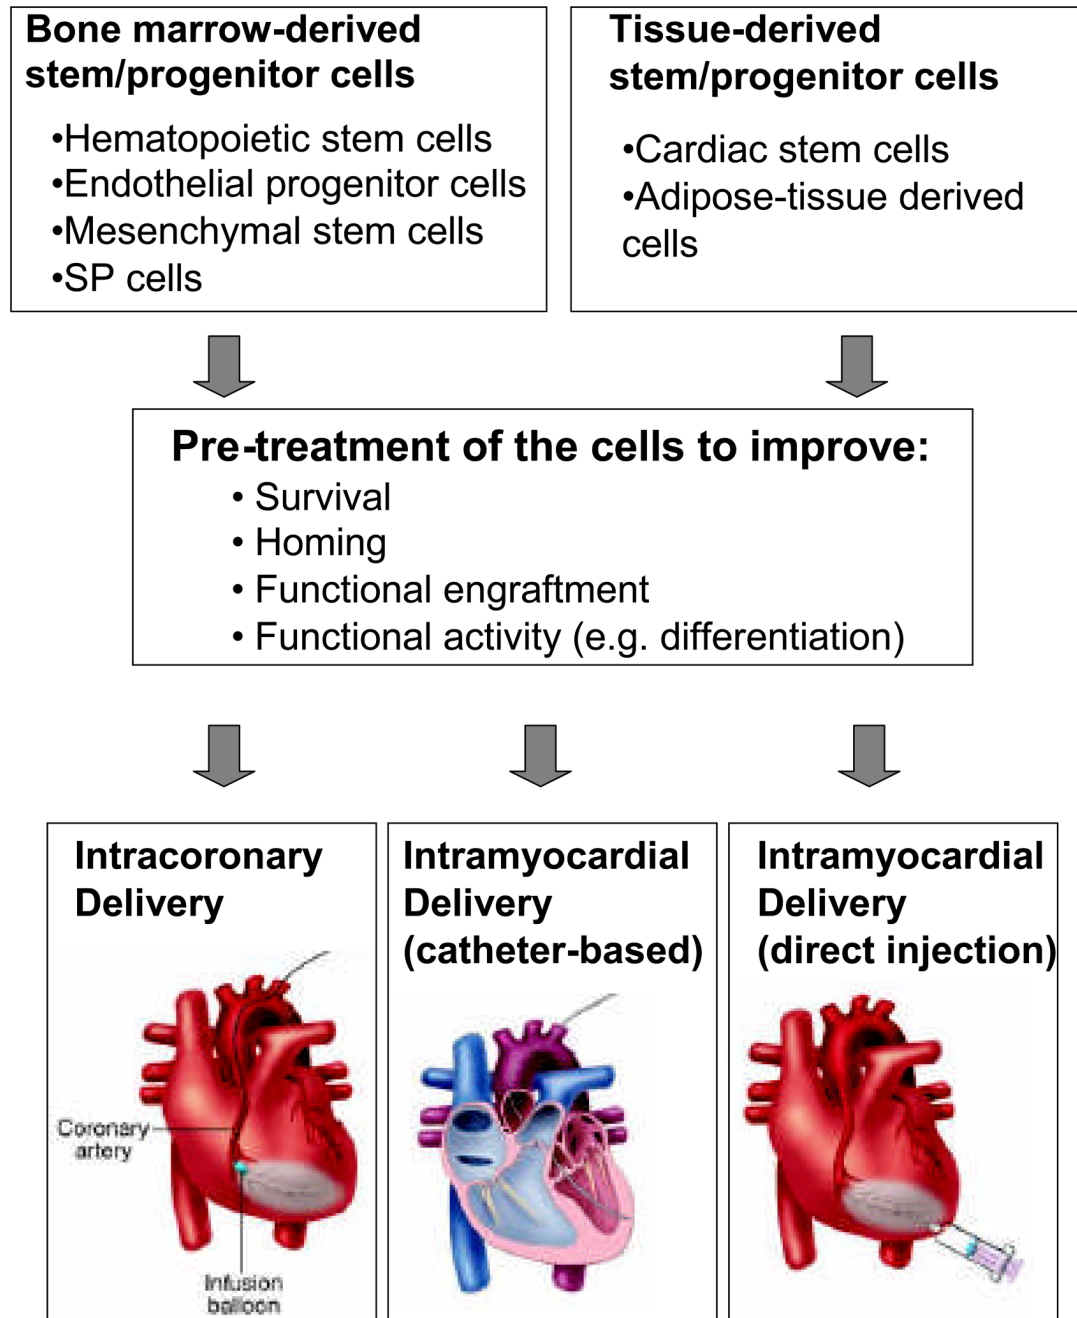 Bone marrow-derived
stem/progenitor cells
•Hematopoietic stem cells
•Endothelial progenitor cells
•Mesenchymal stem cells
•SP cells
Tissue-derived
stem/progenitor cells
•Cardiac stem cells
•Adipose-tissue derived
cells
Pre-treatment of the cells to improve:
• Survival
• Homing
• Functional engraftment
• Functional activity (e.g. differentiation)
Intracoronary
Delivery
Coronary
artery
Infusion
balloon
Intramyocardial
Delivery
(catheter-based)
Intramyocardial
Delivery
(direct injection)